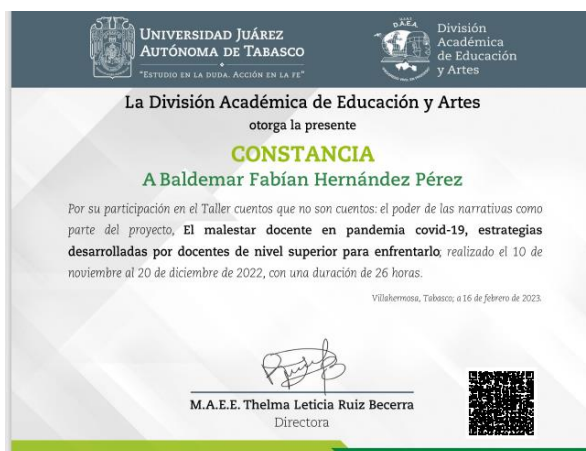 UNIVERSIDAD JUÁREZ
AUTÓNOMA DE TABASCO
"ESTUDIO EN LA DUDA. ACCIÓN EN LA FE"
D.A.E.A.
División
Académica
de Educación
y Artes
La División Académica de Educación y Artes
otorga la presente
CONSTANCIA
A Baldemar Fabían Hernández Pérez
Por su participación en el Taller cuentos que no son cuentos: el poder de las narrativas como
parte del proyecto, El malestar docente en pandemia covid-19, estrategias
desarrolladas por docentes de nivel superior para enfrentarlo; realizado el 10 de
noviembre al 20 de diciembre de 2022, con una duración de 26 horas.
Villahermosa, Tabasco; a 16 de febrero de 2023.
M.A.E.E. Thelma Leticia Ruiz Becerra
Directora